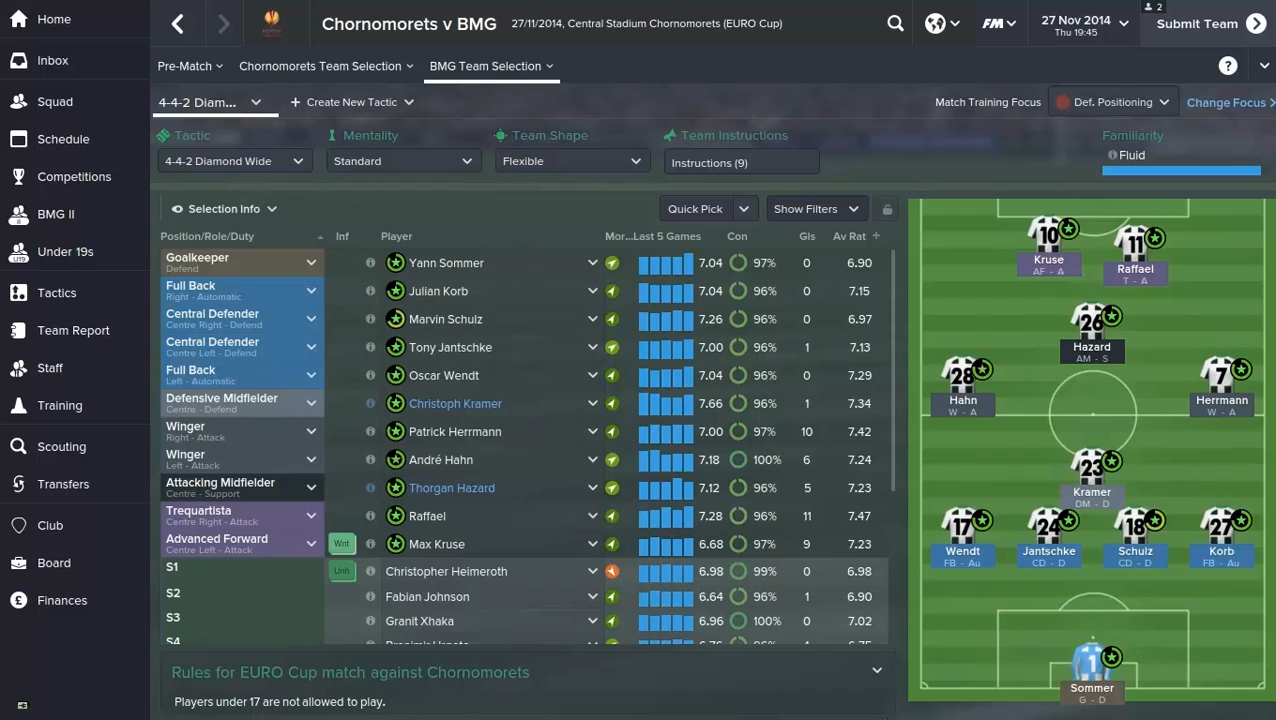 Home
Inbox
Squad
Schedule
Competitions
BMG II
Under 19s
Tactics
Team Report
Staff
Training
Scouting
Transfers
Club
Board
Finances
Chornomorets v BMG
27/11/2014, Central Stadium Chornomorets (EURO Cup)
FM
27 Nov 2014
Thu 19:45
2
Submit Team
Pre-Match
Chornomorets Team Selection
BMG Team Selection
?
4-4-2 Diam...
+ Create New Tactic
Match Training Focus
Def. Positioning
Change Focus
Tactic
Mentality
Team Shape
Team Instructions
Familiarity
4-4-2 Diamond Wide
Standard
Flexible
Instructions (9)
Fluid
Selection Info
Quick Pick
Show Filters
Position/Role/Duty Inf Player Mor... Last 5 Games Con Gls Av Rat +
Goalkeeper
Defend
Yann Sommer 7.04 97% 0 6.90
Full Back
Right - Automatic
Julian Korb 7.04 96% 0 7.15
Central Defender
Centre Right - Defend
Marvin Schulz 7.26 96% 0 6.97
Central Defender
Centre Left - Defend
Tony Jantschke 7.00 96% 1 7.13
Full Back
Left - Automatic
Oscar Wendt 7.04 96% 0 7.29
Defensive Midfielder
Centre - Defend
Christoph Kramer 7.66 96% 1 7.34
Winger
Right - Attack
Patrick Herrmann 7.00 97% 10 7.42
Winger
Left - Attack
André Hahn 7.18 100% 6 7.24
Attacking Midfielder
Centre - Support
Thorgan Hazard 7.12 96% 5 7.23
Trequartista
Centre Right - Attack
Raffael 7.28 96% 11 7.47
Advanced Forward
Centre Left - Attack
Wnt Max Kruse 6.68 97% 9 7.23
S1 Unh Christopher Heimeroth 6.98 99% 0 6.98
S2 Fabian Johnson 6.64 96% 1 6.90
S3 Granit Xhaka 6.96 100% 0 7.02
S4
Rules for EURO Cup match against Chornomorets
Players under 17 are not allowed to play.
10
Kruse
AF - A
11
Raffael
T - A
26
Hazard
AM - S
28
Hahn
W - A
7
Herrmann
W - A
23
Kramer
DM - D
17
Wendt
FB - Au
24
Jantschke
CD - D
18
Schulz
CD - D
27
Korb
FB - Au
1
Sommer
G - D